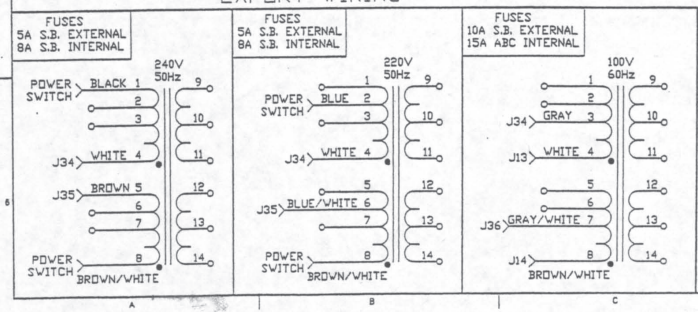 EXPORT WIRING
FUSES
5A S.B. EXTERNAL
8A S.B. INTERNAL
240V
50Hz
POWER
SWITCH
BLACK 1
2
3
J34 WHITE 4
J35 BROWN 5
6
7
POWER
SWITCH
8
BROWN/WHITE
9
10
11
12
13
14
FUSES
5A S.B. EXTERNAL
8A S.B. INTERNAL
220V
50Hz
1
POWER
SWITCH
BLUE 2
3
J34 WHITE 4
5
J35 BLUE/WHITE 6
7
POWER
SWITCH
8
BROWN/WHITE
9
10
11
12
13
14
FUSES
10A S.B. EXTERNAL
15A ABC INTERNAL
100V
60Hz
1
2
J34 GRAY 3
J13 WHITE 4
5
6
J36 GRAY/WHITE 7
J14 8
BROWN/WHITE
9
10
11
12
13
14
6
A
B
C